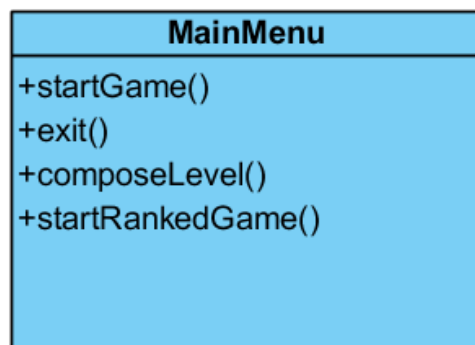 MainMenu
+startGame()
+exit()
+composeLevel()
+startRankedGame()